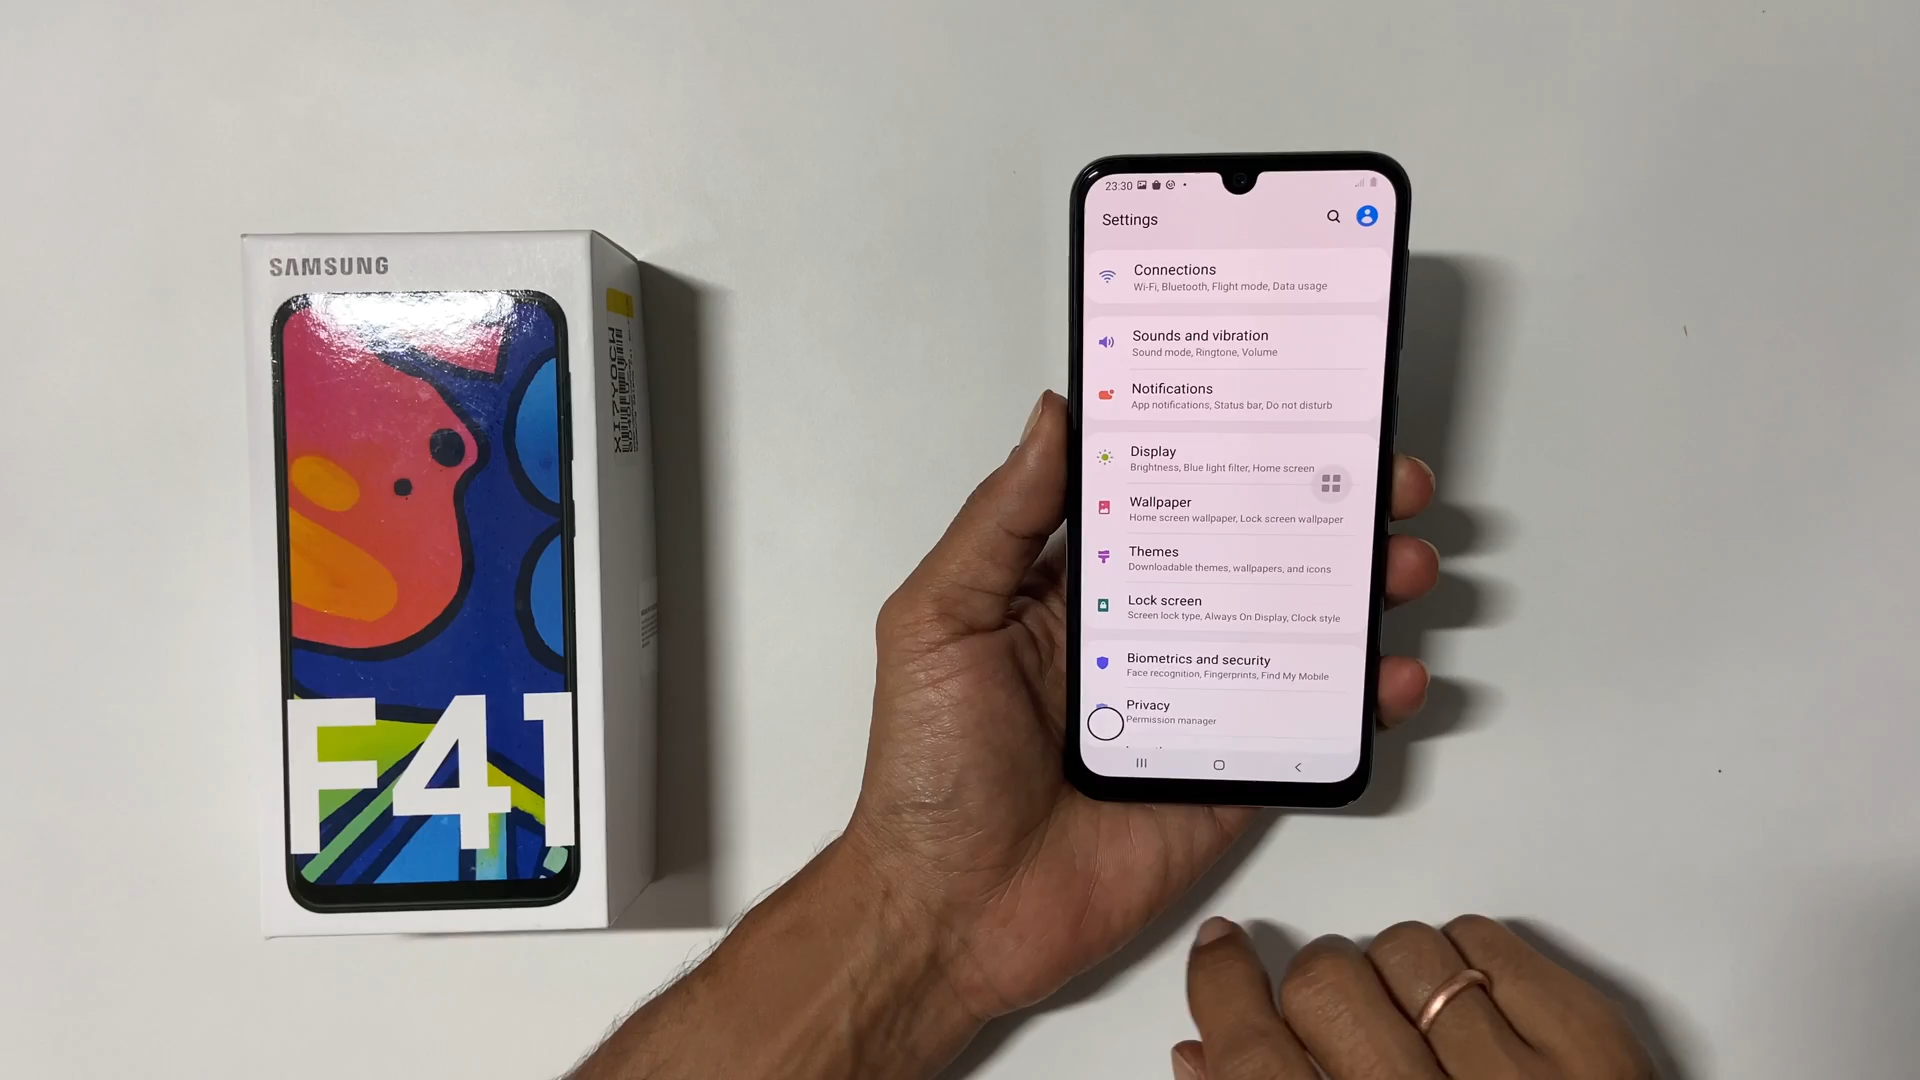 SAMSUNG
F41
23:30
Settings
Connections
Wi-Fi, Bluetooth, Flight mode, Data usage
Sounds and vibration
Sound mode, Ringtone, Volume
Notifications
App notifications, Status bar, Do not disturb
Display
Brightness, Blue light filter, Home screen
Wallpaper
Home screen wallpaper, Lock screen wallpaper
Themes
Downloadable themes, wallpapers, and icons
Lock screen
Screen lock type, Always On Display, Clock style
Biometrics and security
Face recognition, Fingerprints, Find My Mobile
Privacy
Permission manager